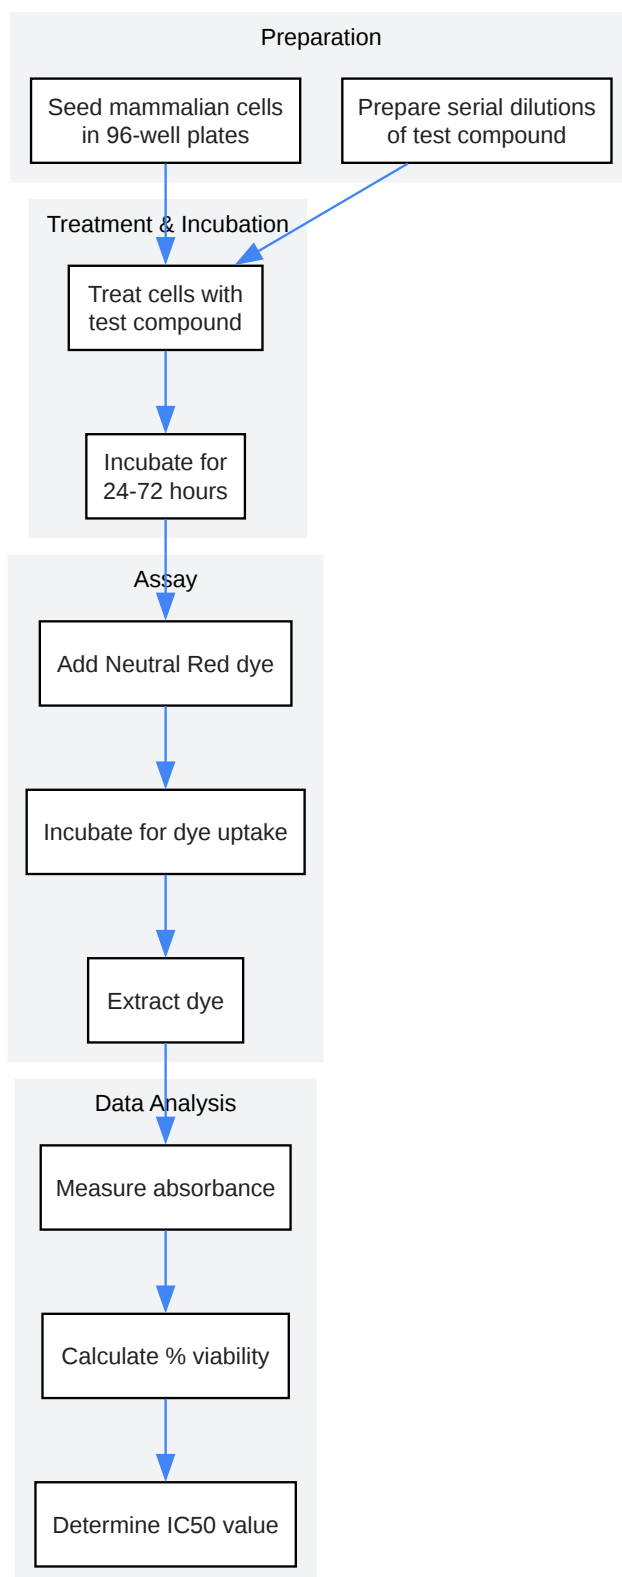 Preparation
Seed mammalian cells
in 96-well plates
Prepare serial dilutions
of test compound
Treatment & Incubation
Treat cells with
test compound
Incubate for
24-72 hours
Assay
Add Neutral Red dye
Incubate for dye uptake
Extract dye
Data Analysis
Measure absorbance
Calculate % viability
Determine IC50 value